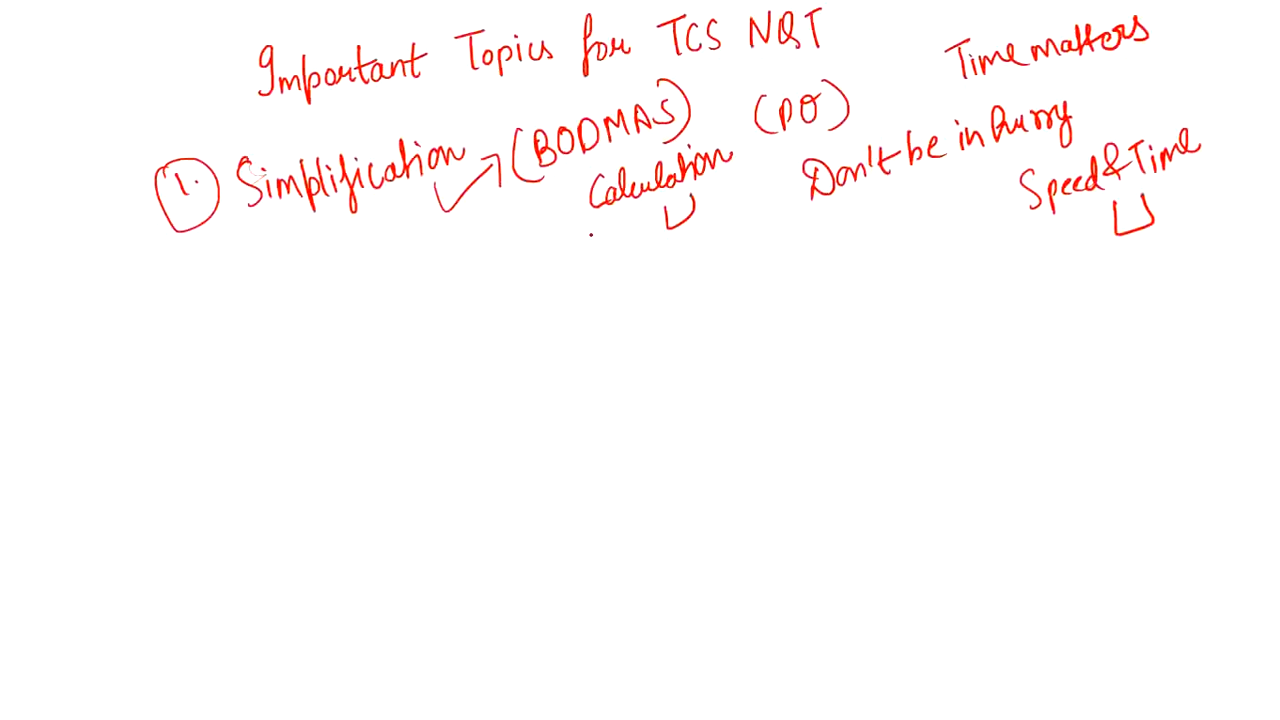 Important Topics for TCS NQT
Time matters
1. Simplification → (BODMAS) (PO)
Calculation
Don't be in hurry
Speed & Time